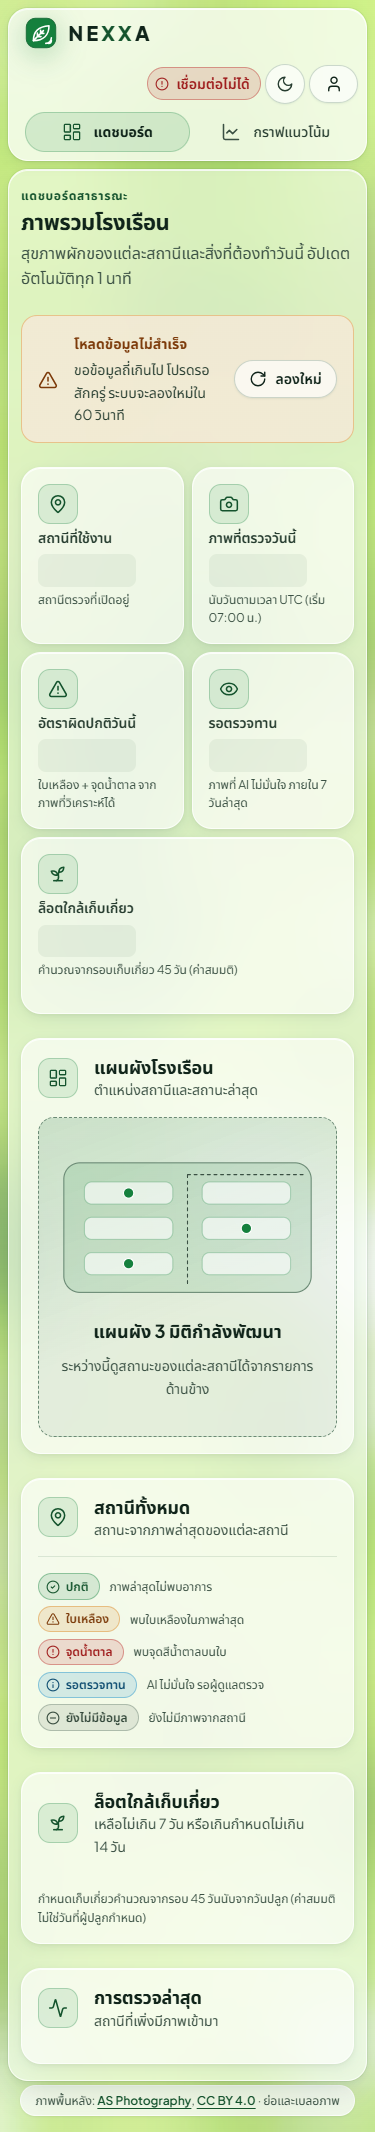 NEXXA
เชื่อมต่อไม่ได้
แดชบอร์ด
กราฟแนวโน้ม
แดชบอร์ดสาธารณะ
ภาพรวมโรงเรือน
สุขภาพผักของแต่ละสถานีและสิ่งที่ต้องทำวันนี้ อัปเดต
อัตโนมัติทุก 1 นาที
โหลดข้อมูลไม่สำเร็จ
ขอข้อมูลถี่เกินไป โปรดรอ
สักครู่ ระบบจะลองใหม่ใน
60 วินาที
ลองใหม่
สถานีที่ใช้งาน
สถานีตรวจที่เปิดอยู่
ภาพที่ตรวจวันนี้
นับวันตามเวลา UTC (เริ่ม
07:00 น.)
อัตราผิดปกติวันนี้
ใบเหลือง + จุดน้ำตาล จาก
ภาพที่วิเคราะห์ได้
รอตรวจทาน
ภาพที่ AI ไม่มั่นใจ ภายใน 7
วันล่าสุด
ล็อตใกล้เก็บเกี่ยว
คำนวณจากรอบเก็บเกี่ยว 45 วัน (ค่าสมมติ)
แผนผังโรงเรือน
ตำแหน่งสถานีและสถานะล่าสุด
แผนผัง 3 มิติกำลังพัฒนา
ระหว่างนี้ดูสถานะของแต่ละสถานีได้จากรายการ
ด้านข้าง
สถานีทั้งหมด
สถานะจากภาพล่าสุดของแต่ละสถานี
ปกติ ภาพล่าสุดไม่พบอาการ
ใบเหลือง พบใบเหลืองในภาพล่าสุด
จุดน้ำตาล พบจุดสีน้ำตาลบนใบ
รอตรวจทาน AI ไม่มั่นใจ รอผู้ดูแลตรวจ
ยังไม่มีข้อมูล ยังไม่มีภาพจากสถานี
ล็อตใกล้เก็บเกี่ยว
เหลือไม่เกิน 7 วัน หรือเกินกำหนดไม่เกิน
14 วัน
กำหนดเก็บเกี่ยวคำนวณจากรอบ 45 วันนับจากวันปลูก (ค่าสมมติ
ไม่ใช่วันที่ผู้ปลูกกำหนด)
การตรวจล่าสุด
สถานีที่เพิ่งมีภาพเข้ามา
ภาพพื้นหลัง: AS Photography, CC BY 4.0 · ย่อและเบลอภาพ